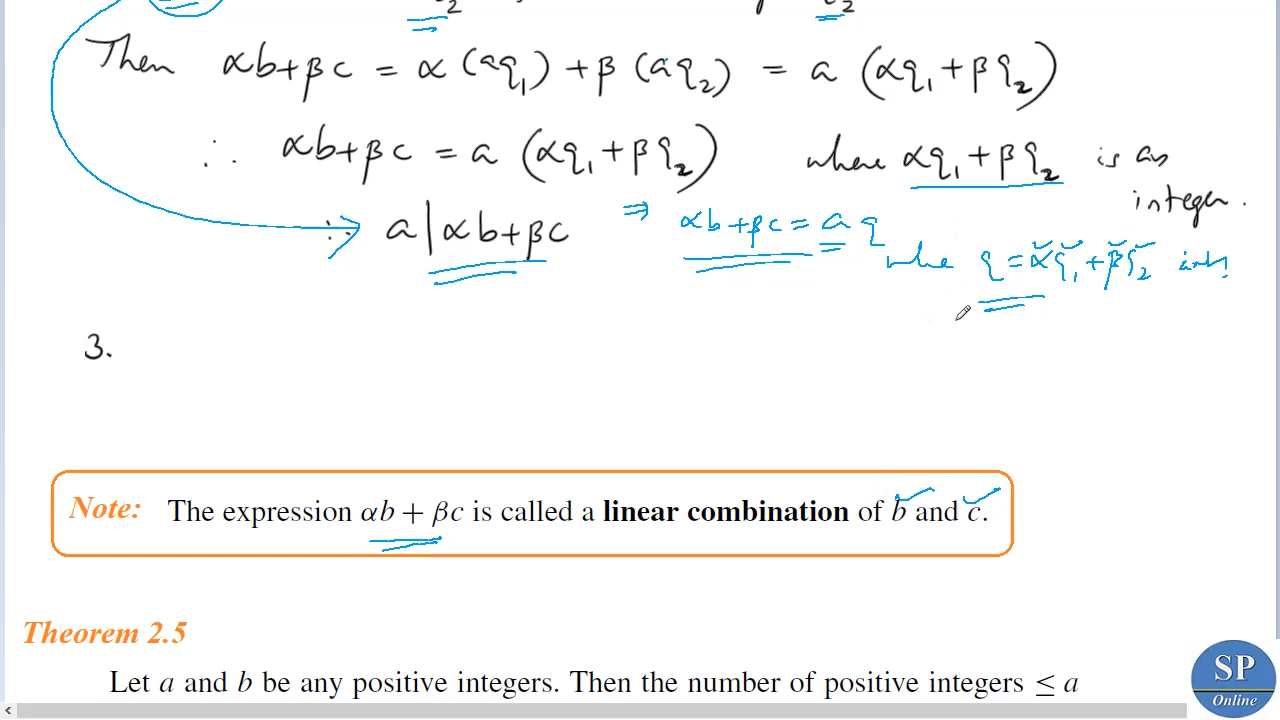 Then αb+βc = α (aq₁) + β (aq₂) = a (αq₁ + βq₂)
∴ αb+βc = a (αq₁ + βq₂) where αq₁ + βq₂ is an integer.
∴ a | αb+βc ⇒ αb+βc = a q
where q = αq₁ + βq₂ int.
3.
Note: The expression αb + βc is called a linear combination of b and c.
Theorem 2.5
Let a and b be any positive integers. Then the number of positive integers ≤ a
SP
Online